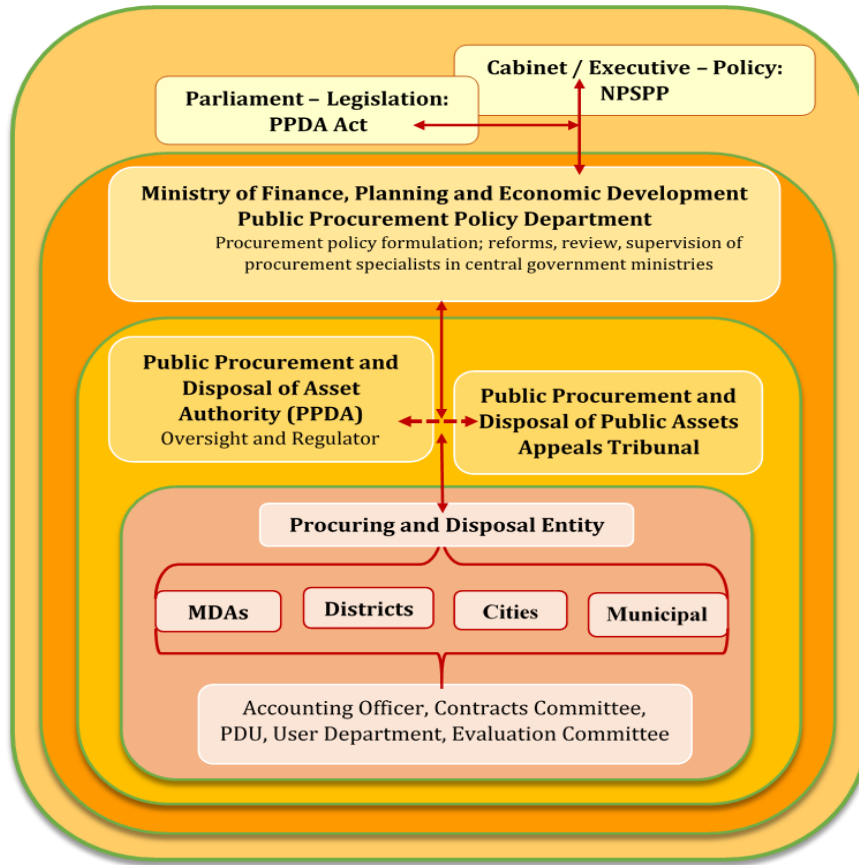 Cabinet / Executive – Policy:
NPSPP
Parliament – Legislation:
PPDA Act
Ministry of Finance, Planning and Economic Development
Public Procurement Policy Department
Procurement policy formulation; reforms, review, supervision of
procurement specialists in central government ministries
Public Procurement and
Disposal of Asset
Authority (PPDA)
Oversight and Regulator
Public Procurement and
Disposal of Public Assets
Appeals Tribunal
Procuring and Disposal Entity
MDAs
Districts
Cities
Municipal
Accounting Officer, Contracts Committee,
PDU, User Department, Evaluation Committee